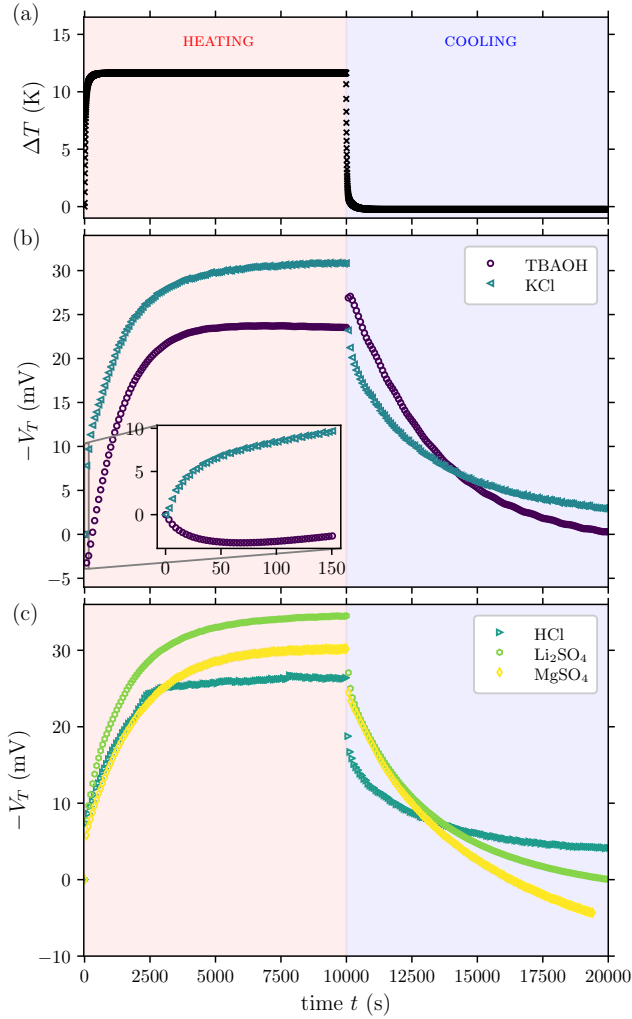 (a)
HEATING
COOLING
15
10
5
0
ΔT (K)
(b)
TBAOH
KCl
30
25
20
15
10
5
0
−5
−V_T (mV)
10
5
0
0 50 100 150
(c)
HCl
Li₂SO₄
MgSO₄
30
20
10
0
−10
−V_T (mV)
0 2500 5000 7500 10000 12500 15000 17500 20000
time t (s)